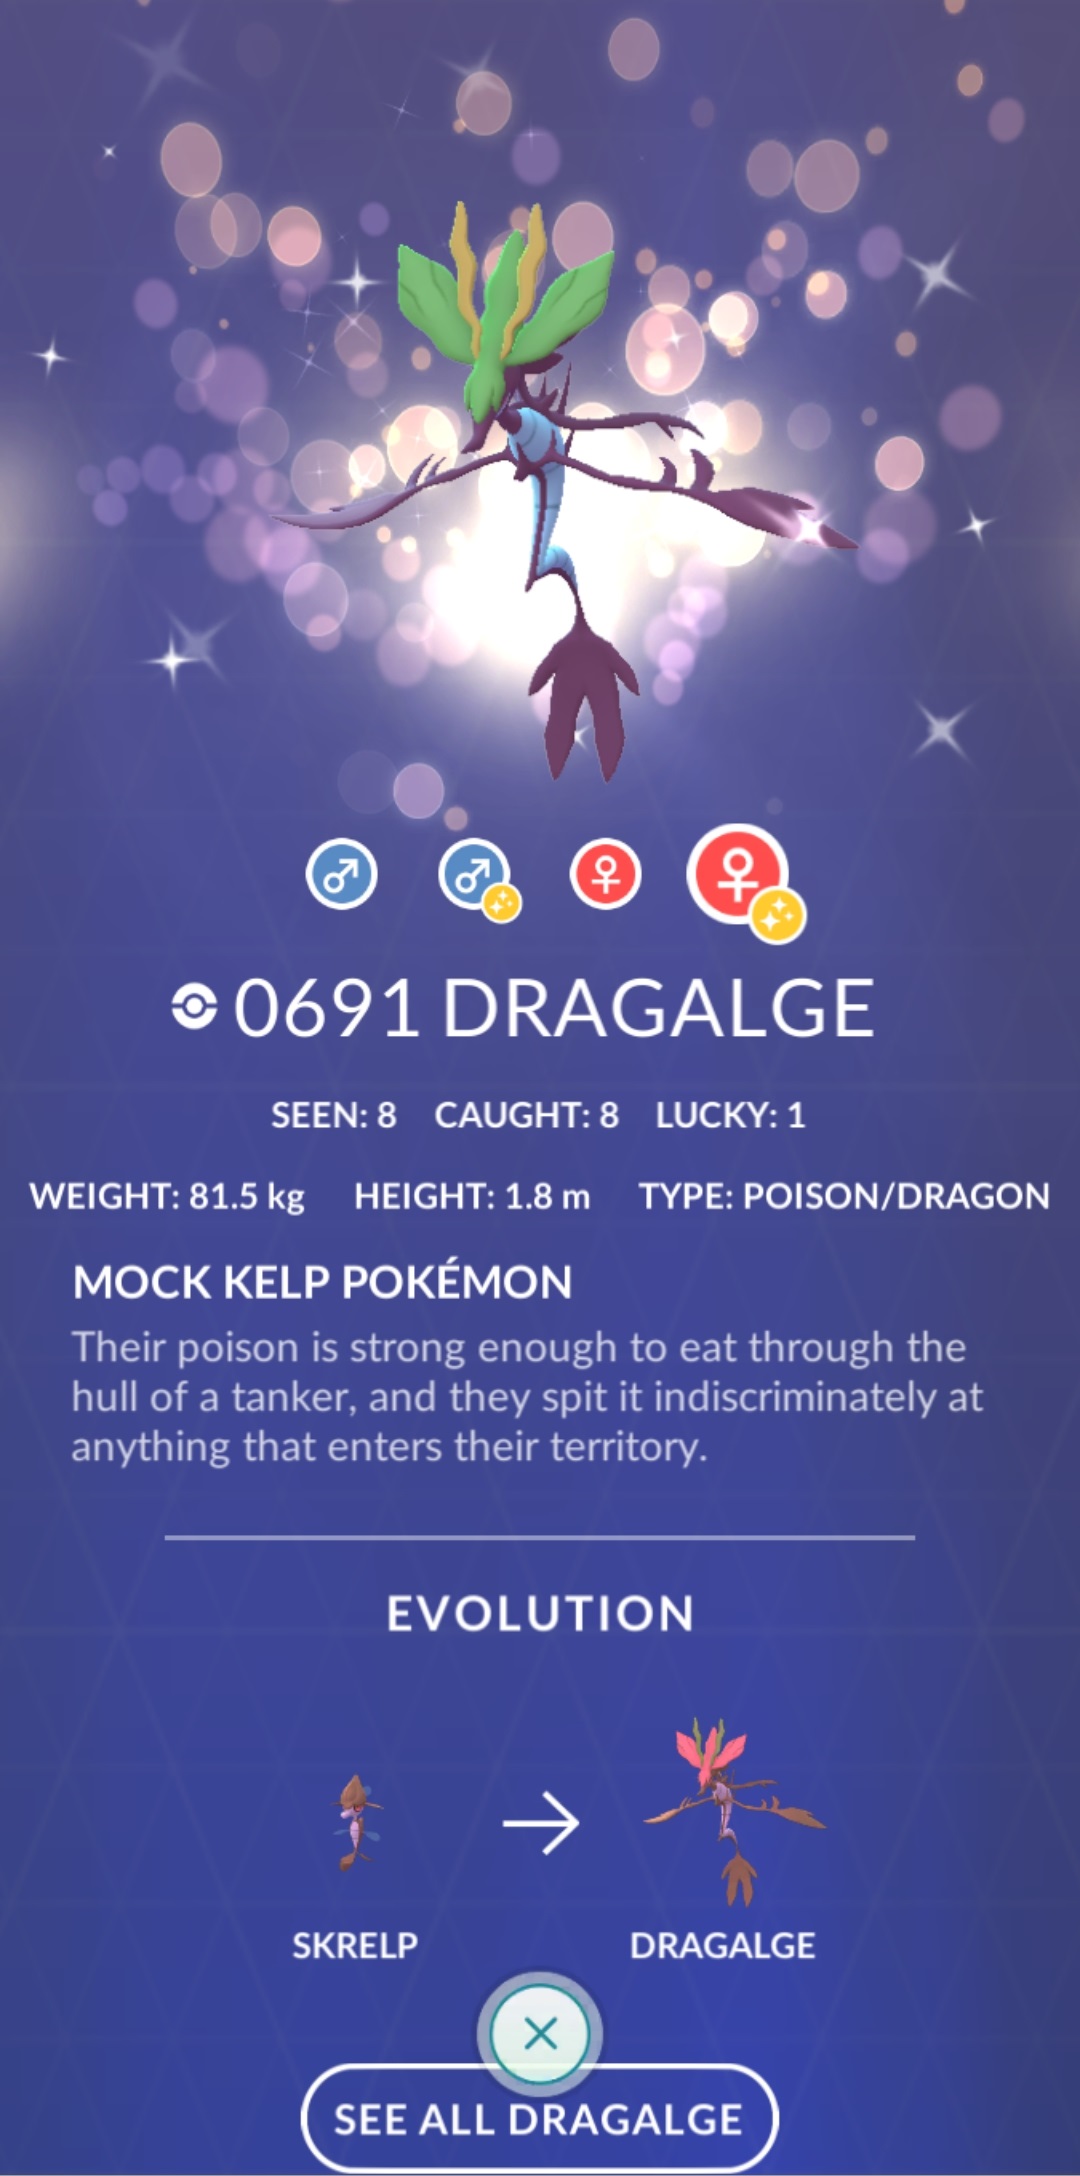 0691 DRAGALGE
SEEN: 8 CAUGHT: 8 LUCKY: 1
WEIGHT: 81.5 kg HEIGHT: 1.8 m TYPE: POISON/DRAGON
MOCK KELP POKÉMON
Their poison is strong enough to eat through the
hull of a tanker, and they spit it indiscriminately at
anything that enters their territory.
EVOLUTION
SKRELP DRAGALGE
SEE ALL DRAGALGE